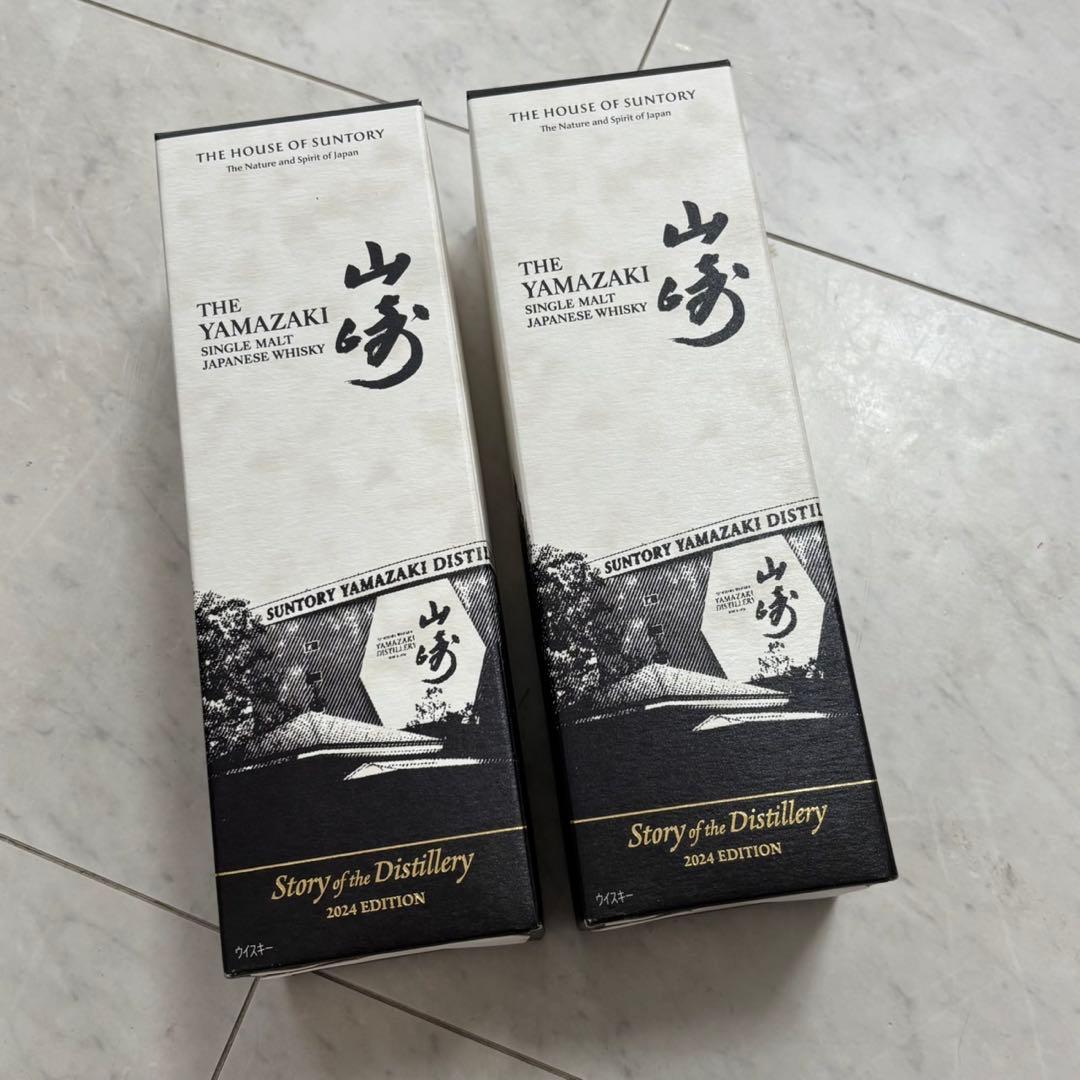 THE HOUSE OF SUNTORY
The Nature and Spirit of Japan
THE
YAMAZAKI
SINGLE MALT
JAPANESE WHISKY
山崎
SUNTORY YAMAZAKI DISTIL
YAMAZAKI
DISTILLERY
山崎
Story of the Distillery
2024 EDITION
ウイスキー
THE HOUSE OF SUNTORY
The Nature and Spirit of Japan
THE
YAMAZAKI
SINGLE MALT
JAPANESE WHISKY
山崎
SUNTORY YAMAZAKI DISTIL
YAMAZAKI
DISTILLERY
山崎
Story of the Distillery
2024 EDITION
ウイスキー